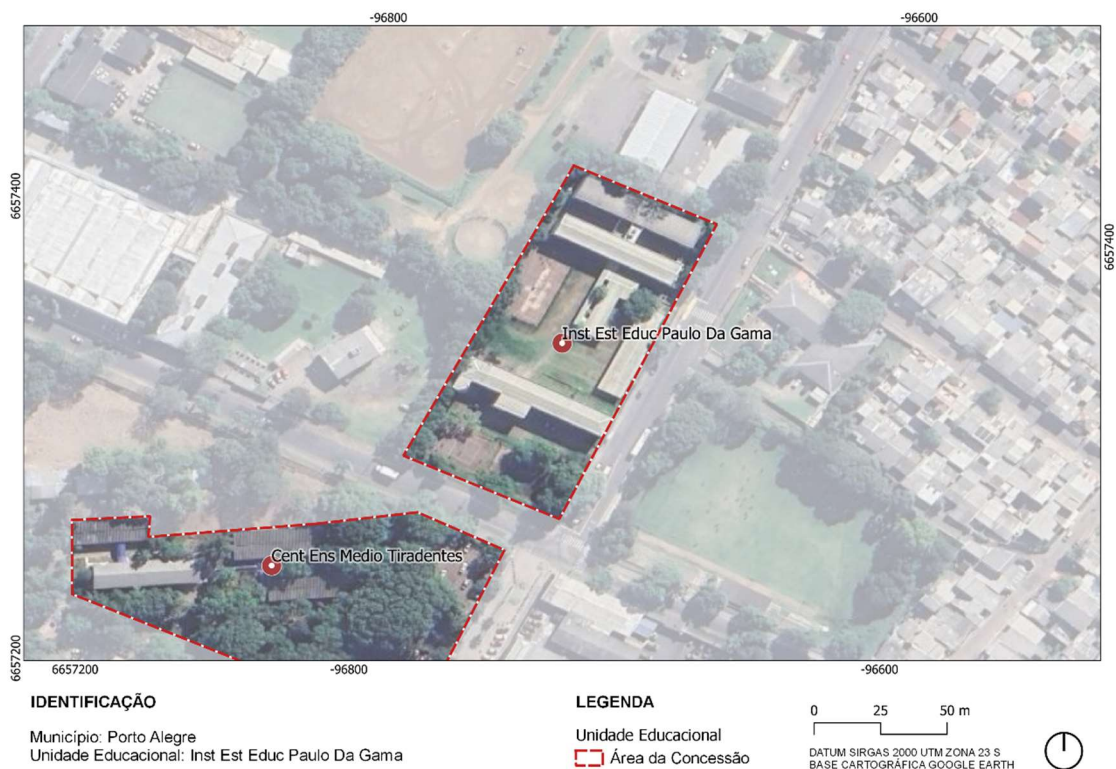 -96800
-96600
6657400
6657400
Inst Est Educ Paulo Da Gama
Cent Ens Medio Tiradentes
6657200
6657200
-96800
-96600
IDENTIFICAÇÃO
Município: Porto Alegre
Unidade Educacional: Inst Est Educ Paulo Da Gama
LEGENDA
Unidade Educacional
Área da Concessão
0 25 50 m
DATUM SIRGAS 2000 UTM ZONA 23 S
BASE CARTOGRÁFICA GOOGLE EARTH